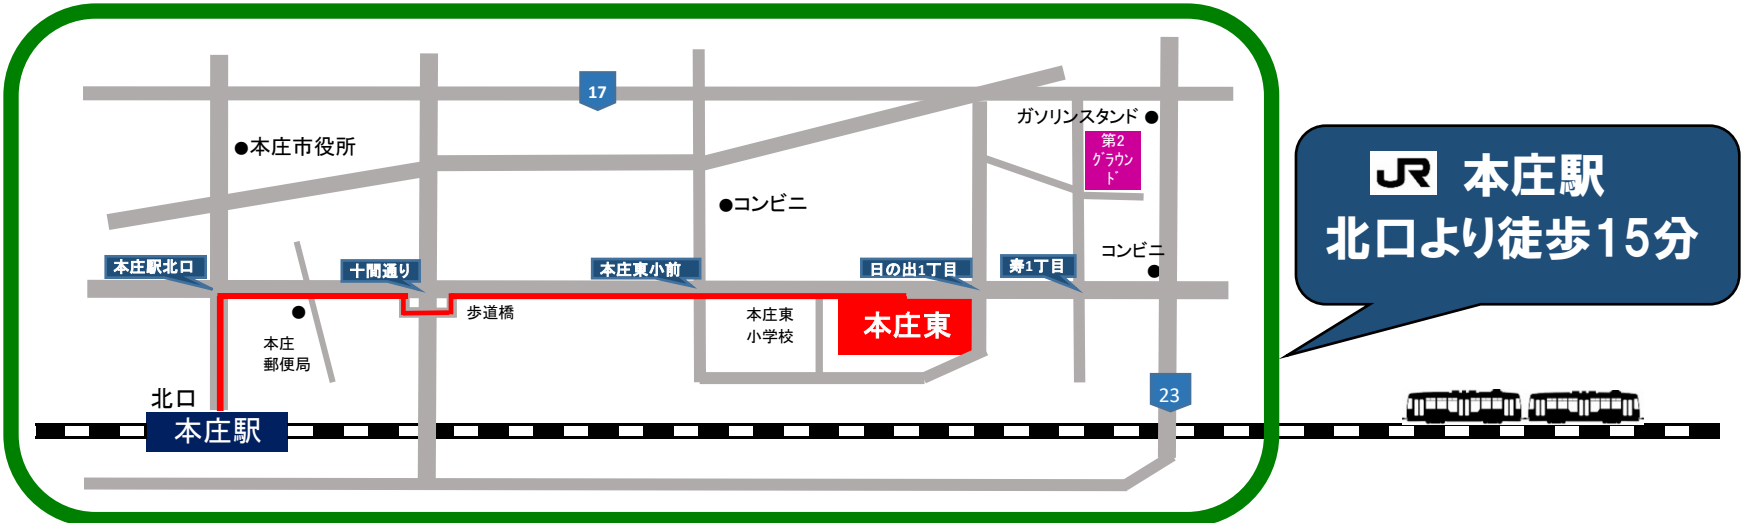 17
ガソリンスタンド
第2
グラウン
ド
本庄市役所
コンビニ
コンビニ
本庄駅北口
十間通り
本庄東小前
日の出1丁目
寿1丁目
歩道橋
本庄
郵便局
本庄東
小学校
本庄東
北口
本庄駅
23
JR 本庄駅
北口より徒歩15分